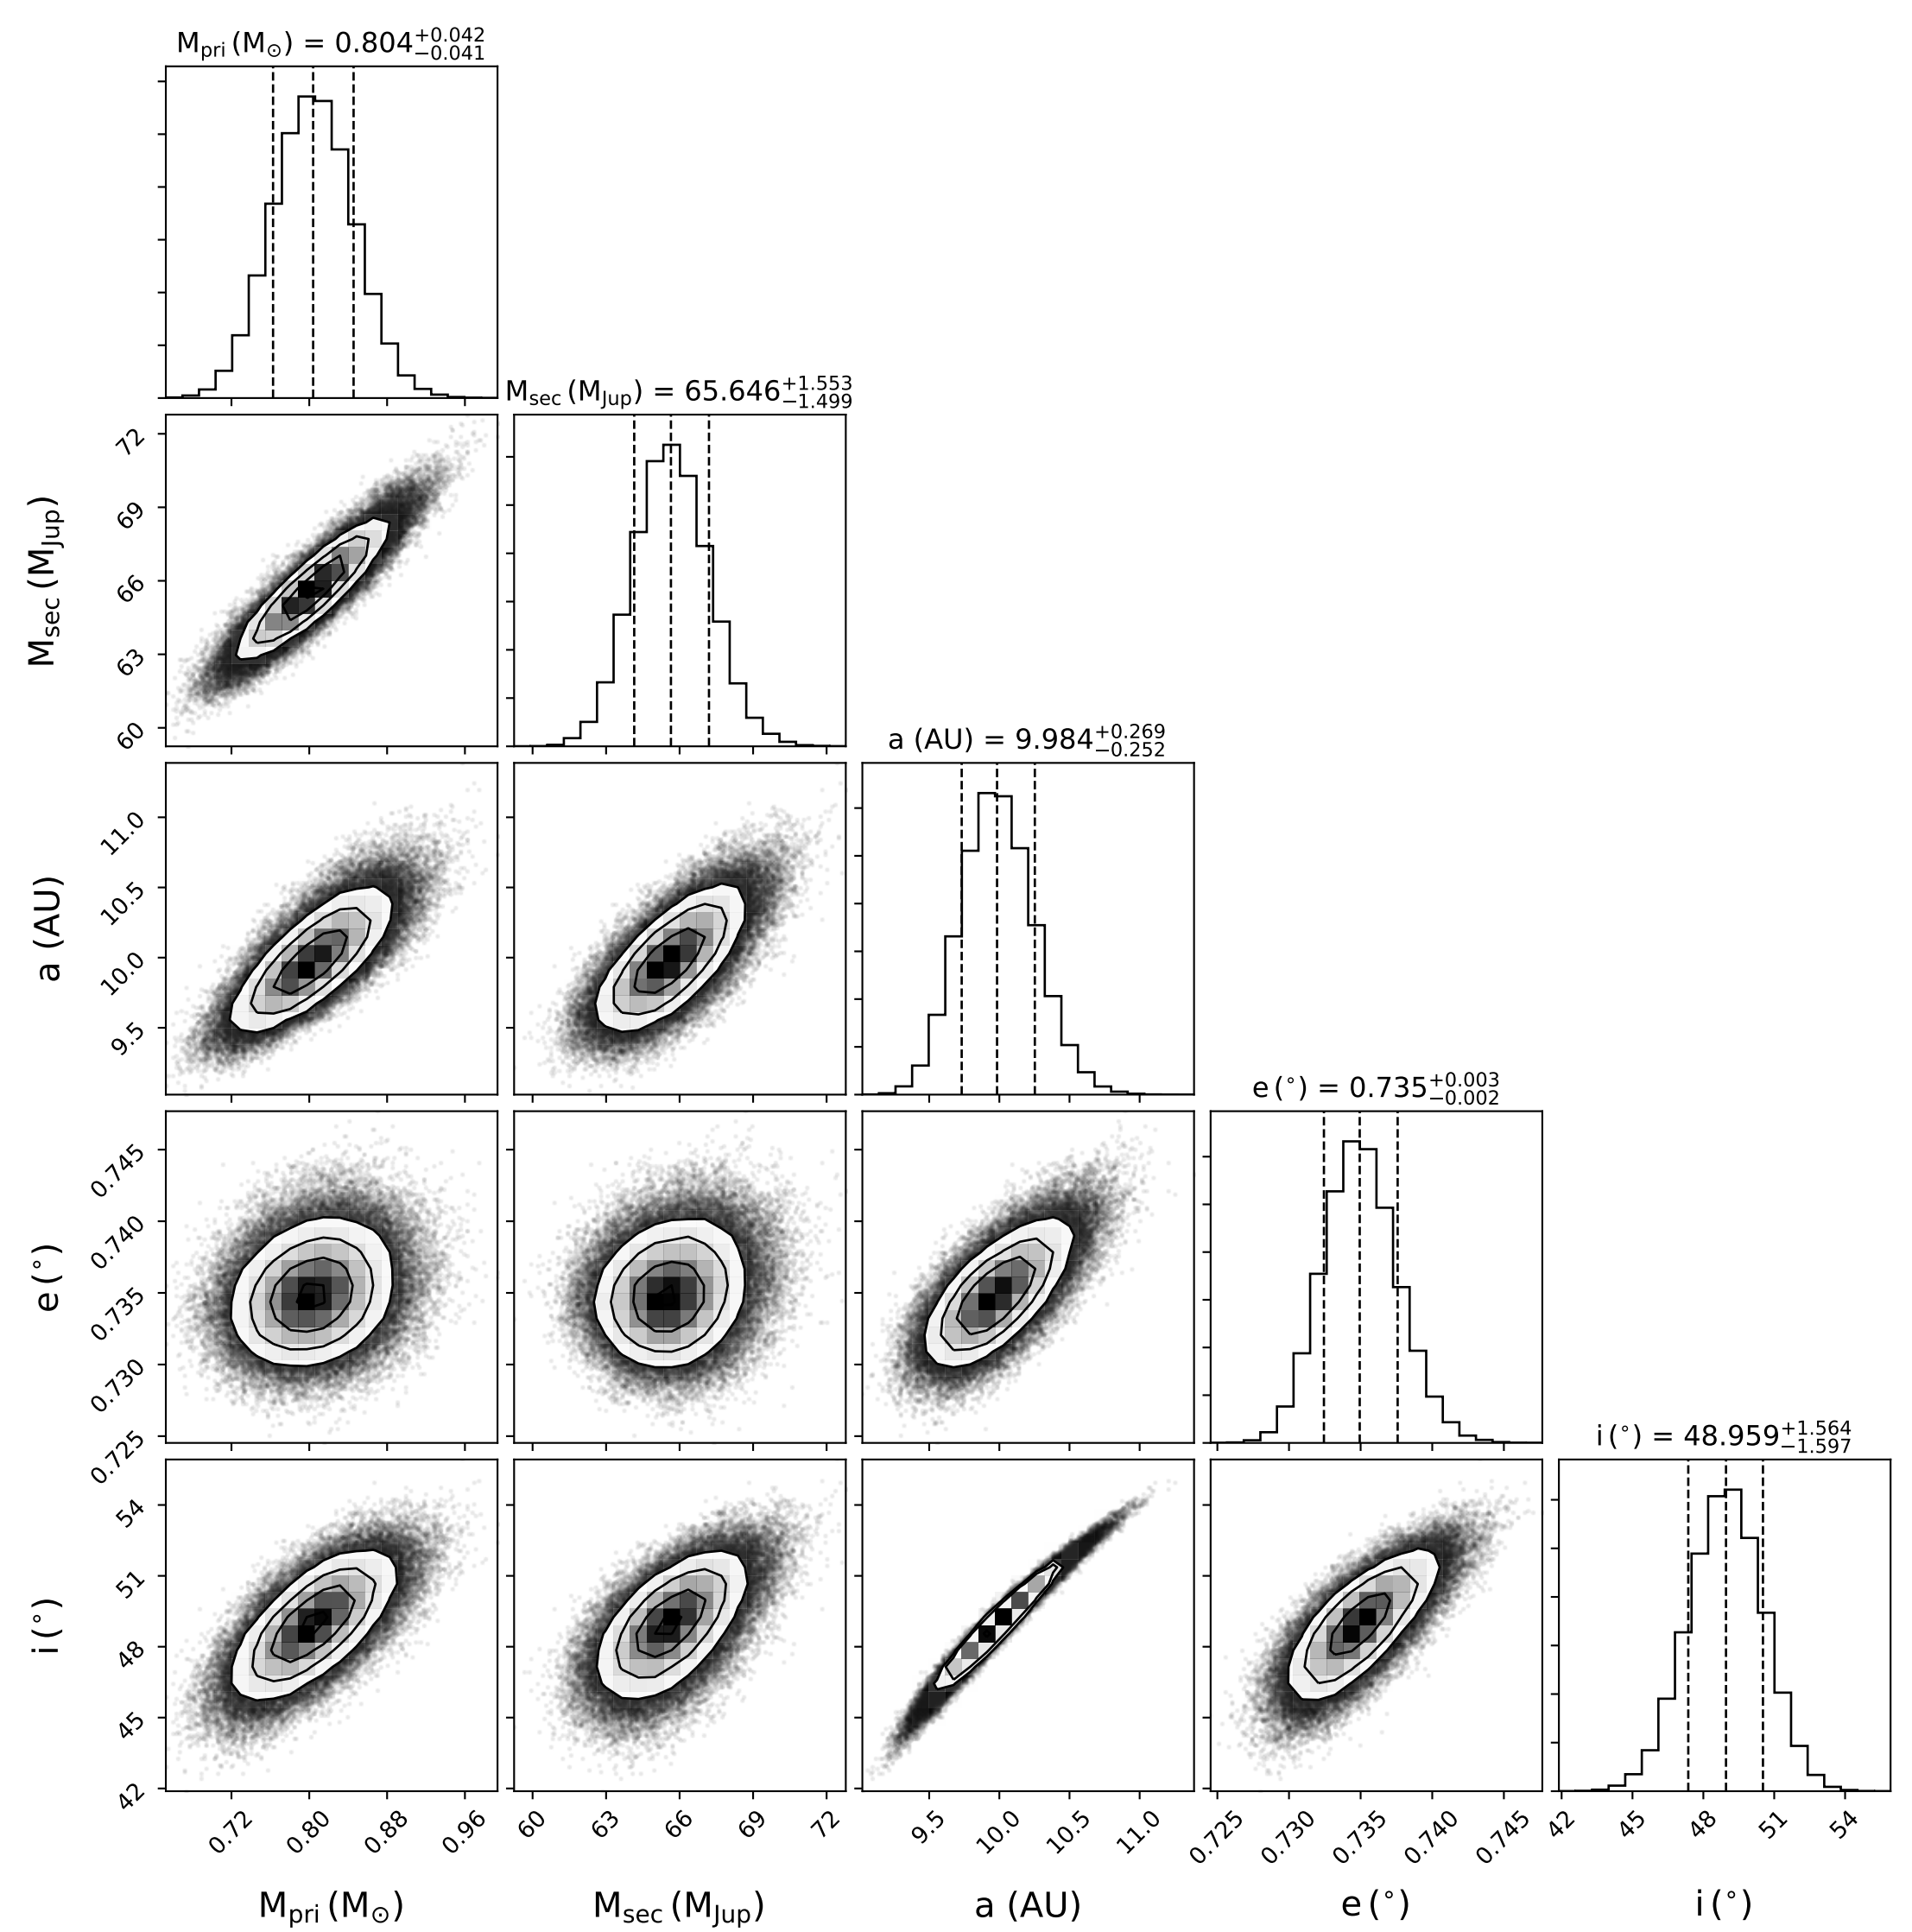 M_pri (M_⊙) = 0.804 +0.042 −0.041
M_sec (M_Jup) = 65.646 +1.553 −1.499
72
69
66
63
60
M_sec (M_Jup)
a (AU) = 9.984 +0.269 −0.252
11.0
10.5
10.0
9.5
a (AU)
e (°) = 0.735 +0.003 −0.002
0.745
0.740
0.735
0.730
0.725
e (°)
i (°) = 48.959 +1.564 −1.597
54
51
48
45
42
i (°)
0.72 0.80 0.88 0.96 60 63 66 69 72 9.5 10.0 10.5 11.0 0.725 0.730 0.735 0.740 0.745 42 45 48 51 54
M_pri (M_⊙) M_sec (M_Jup) a (AU) e (°) i (°)